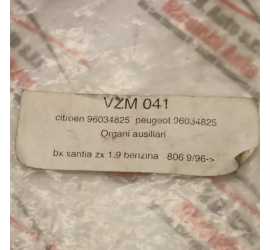 VZM 041
citroen 96034825 peugeot 96034825
Organi ausiliari
bx xantia zx 1.9 benzina 806 9/96->